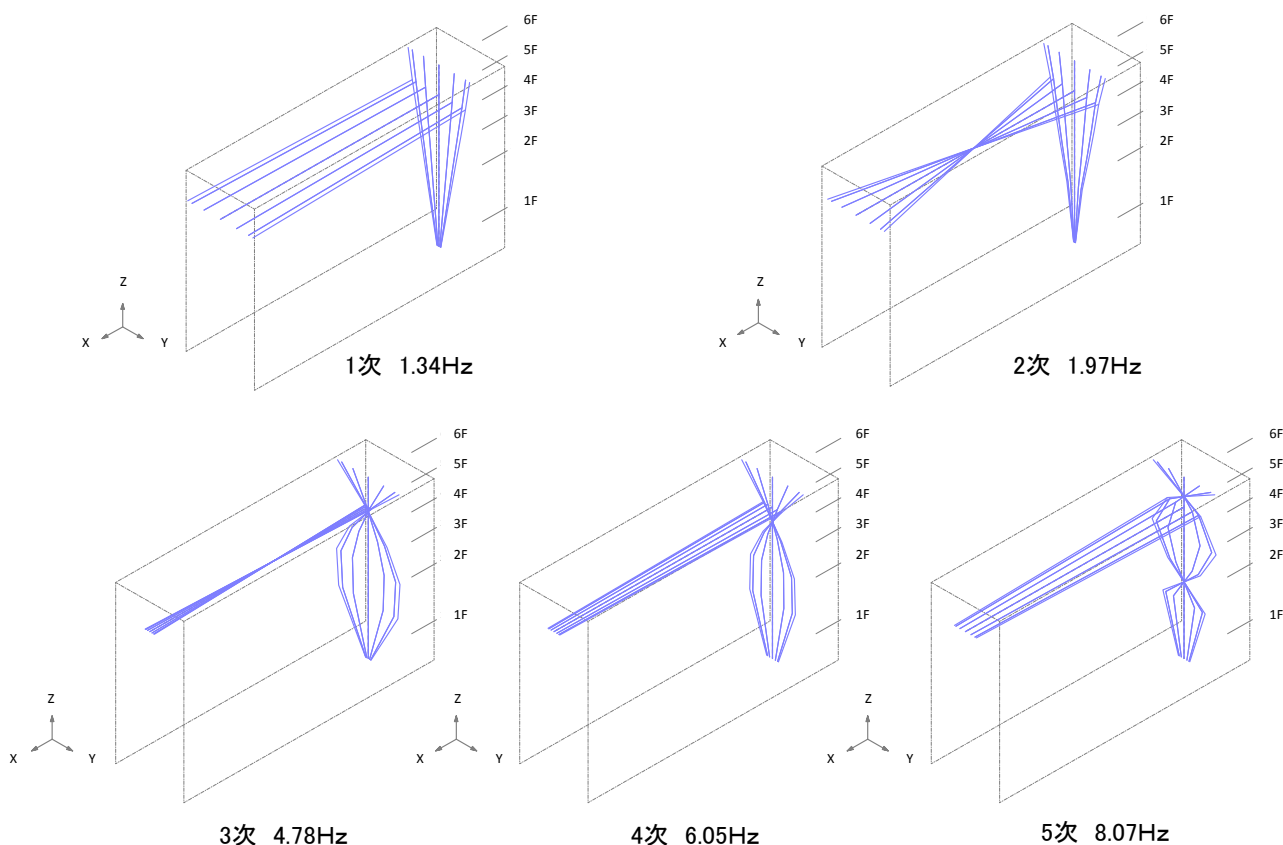 6F
5F
4F
3F
2F
1F
Z
X
Y
1次 1.34Hz
6F
5F
4F
3F
2F
1F
Z
X
Y
2次 1.97Hz
6F
5F
4F
3F
2F
1F
Z
X
Y
3次 4.78Hz
6F
5F
4F
3F
2F
1F
Z
X
Y
4次 6.05Hz
6F
5F
4F
3F
2F
1F
Z
X
Y
5次 8.07Hz